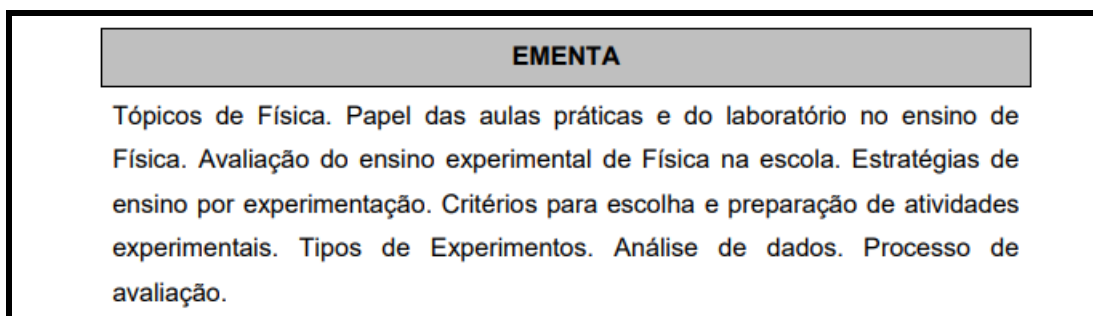 EMENTA
Tópicos de Física. Papel das aulas práticas e do laboratório no ensino de
Física. Avaliação do ensino experimental de Física na escola. Estratégias de
ensino por experimentação. Critérios para escolha e preparação de atividades
experimentais. Tipos de Experimentos. Análise de dados. Processo de
avaliação.